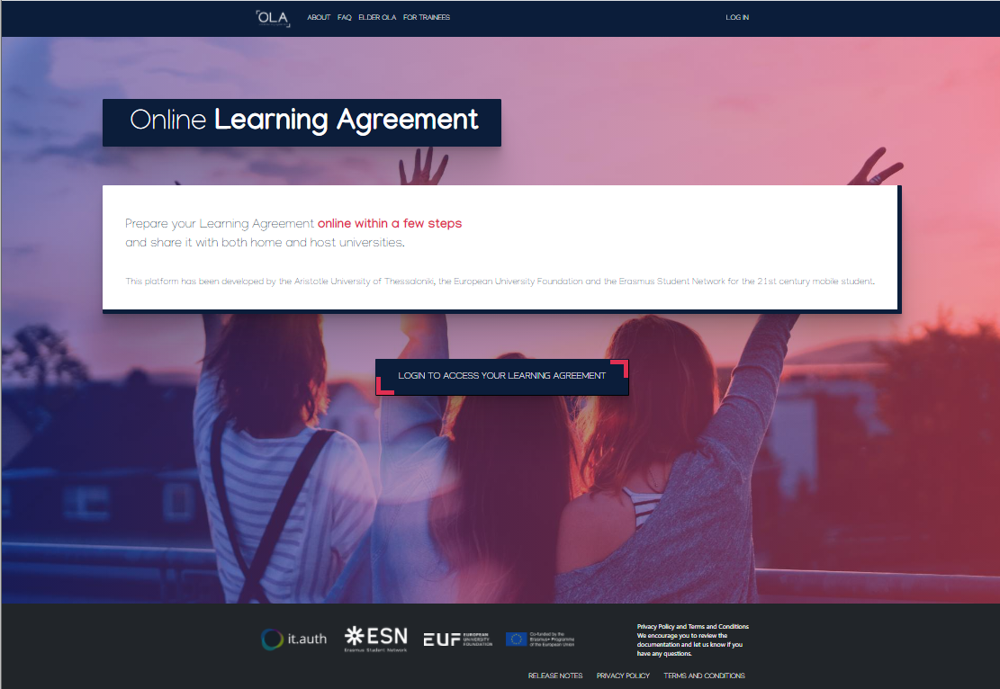 OLA
ABOUT FAQ ELDER OLA FOR TRAINEES
LOG IN
Online Learning Agreement
Prepare your Learning Agreement online within a few steps
and share it with both home and host universities.
This platform has been developed by the Aristotle University of Thessaloniki, the European University Foundation and the Erasmus Student Network for the 21st century mobile student.
LOGIN TO ACCESS YOUR LEARNING AGREEMENT
it.auth
ESN
Erasmus Student Network
EUF
EUROPEAN
UNIVERSITY
FOUNDATION
Co-funded by the
Erasmus+ Programme
of the European Union
Privacy Policy and Terms and Conditions
We encourage you to review the
documentation and let us know if you
have any questions.
RELEASE NOTES PRIVACY POLICY TERMS AND CONDITIONS